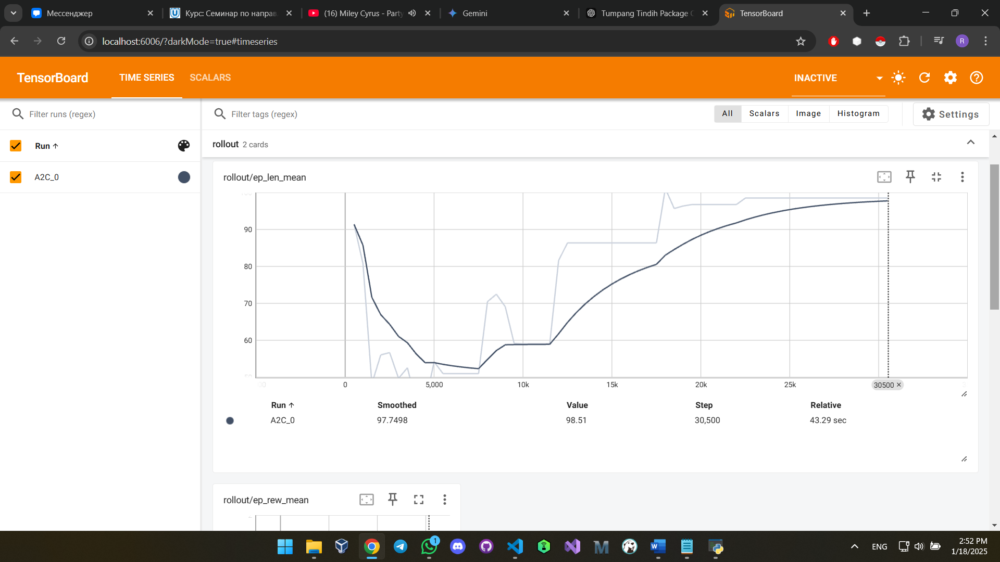 Мессенджер
Курс: Семинар по направ
(16) Miley Cyrus - Party
Gemini
Tumpang Tindih Package C
TensorBoard
localhost:6006/?darkMode=true#timeseries
R
TensorBoard
TIME SERIES
SCALARS
INACTIVE
Filter runs (regex)
Filter tags (regex)
All
Scalars
Image
Histogram
Settings
Run ↑
A2C_0
rollout 2 cards
rollout/ep_len_mean
90
80
70
60
0
5,000
10k
15k
20k
25k
30500 ×
Run ↑ Smoothed Value Step Relative
A2C_0 97.7498 98.51 30,500 43.29 sec
rollout/ep_rew_mean
1
ENG
2:52 PM
1/18/2025